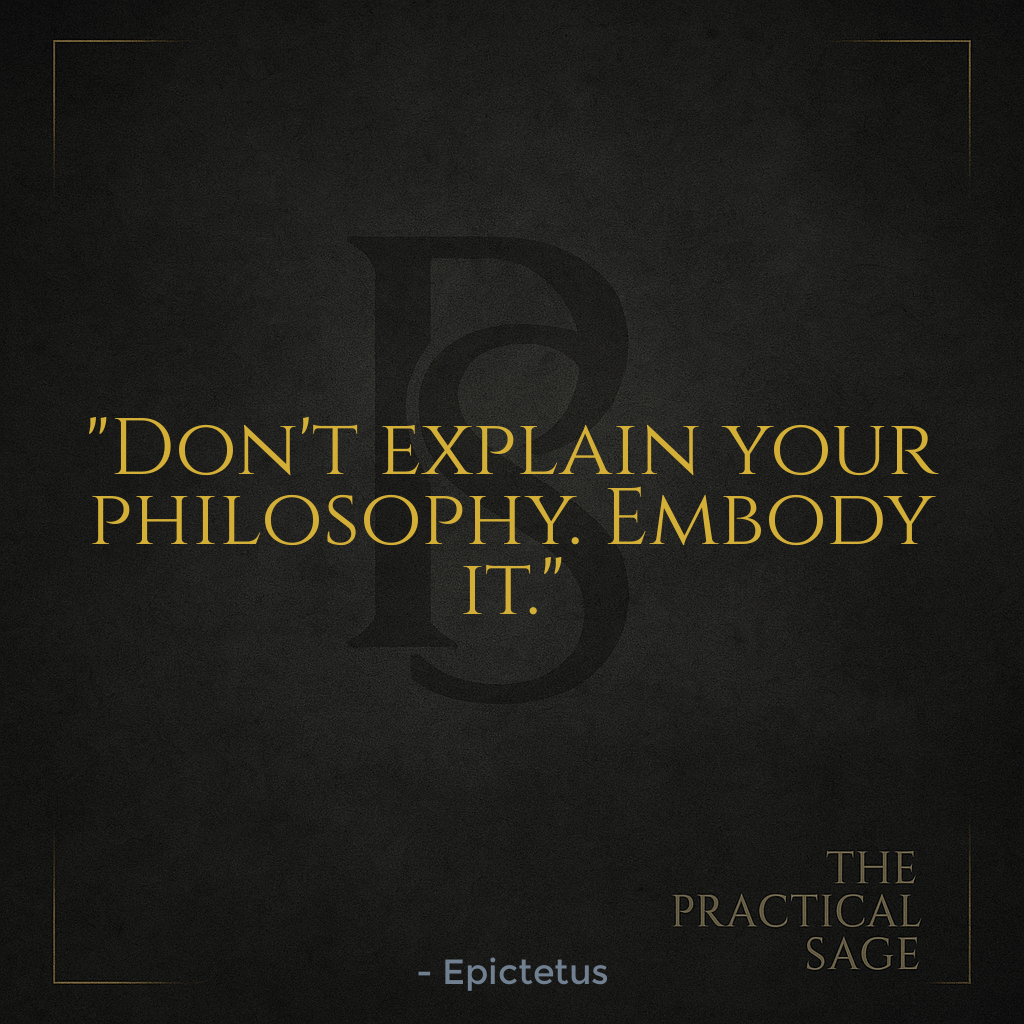 "Don't explain your
philosophy. Embody
it."
THE
PRACTICAL
SAGE
- Epictetus